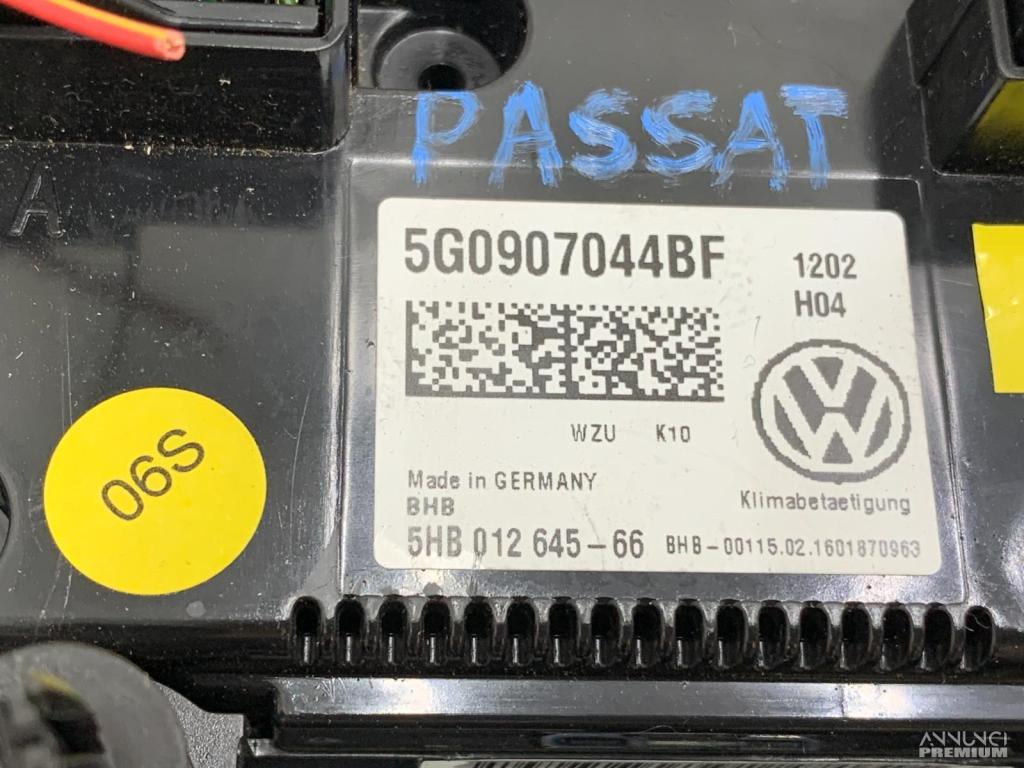 PASSAT
A
5G0907044BF
1202
H04
WZU K10
Made in GERMANY
BHB
Klimabetaetigung
5HB 012 645-66 BHB-00115.02.1601870963
06S
ANNUNCI
PREMIUM